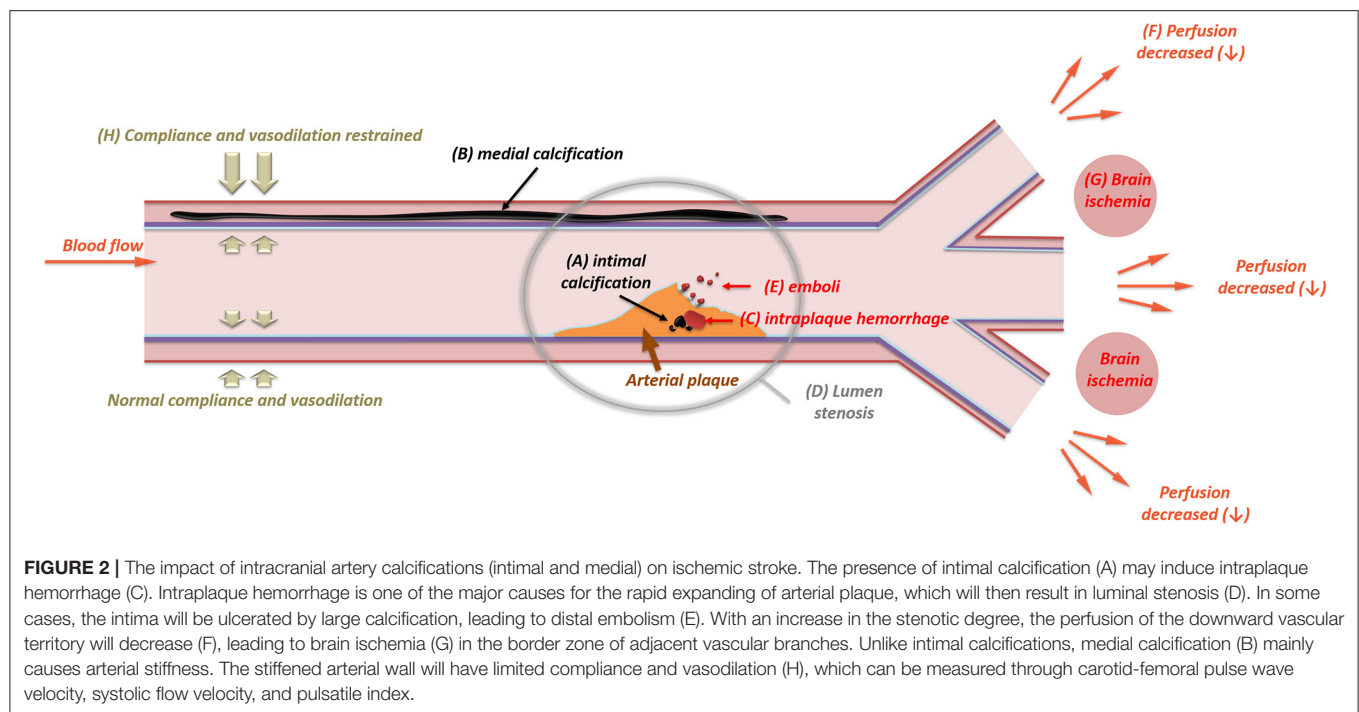 (F) Perfusion
decreased (↓)
(H) Compliance and vasodilation restrained
(B) medial calcification
(G) Brain
ischemia
Blood flow
(A) intimal
calcification
(E) emboli
Perfusion
decreased (↓)
(C) intraplaque hemorrhage
Arterial plaque
(D) Lumen
stenosis
Brain
ischemia
Normal compliance and vasodilation
Perfusion
decreased (↓)
FIGURE 2 | The impact of intracranial artery calcifications (intimal and medial) on ischemic stroke. The presence of intimal calcification (A) may induce intraplaque
hemorrhage (C). Intraplaque hemorrhage is one of the major causes for the rapid expanding of arterial plaque, which will then result in luminal stenosis (D). In some
cases, the intima will be ulcerated by large calcification, leading to distal embolism (E). With an increase in the stenotic degree, the perfusion of the downward vascular
territory will decrease (F), leading to brain ischemia (G) in the border zone of adjacent vascular branches. Unlike intimal calcifications, medial calcification (B) mainly
causes arterial stiffness. The stiffened arterial wall will have limited compliance and vasodilation (H), which can be measured through carotid-femoral pulse wave
velocity, systolic flow velocity, and pulsatile index.